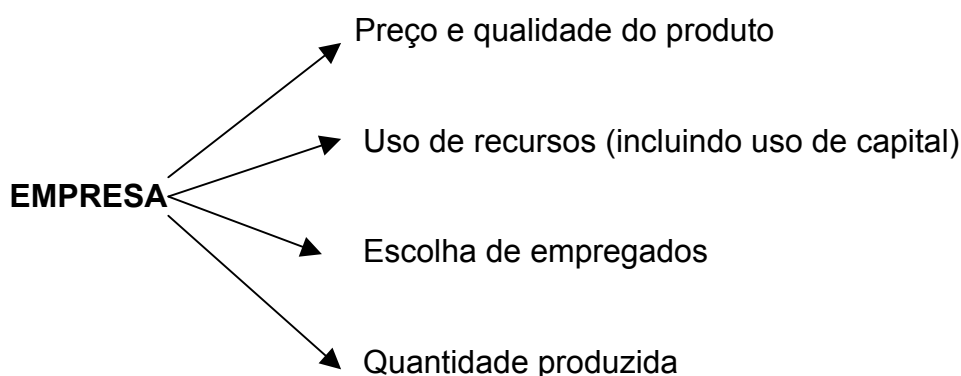 Preço e qualidade do produto
Uso de recursos (incluindo uso de capital)
EMPRESA
Escolha de empregados
Quantidade produzida